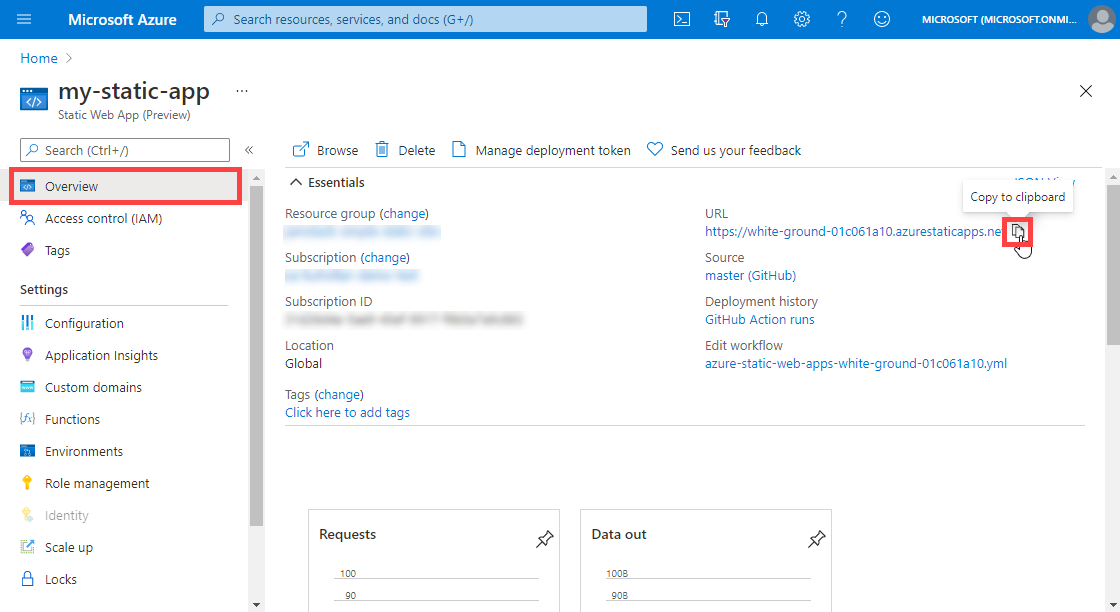 Microsoft Azure
Search resources, services, and docs (G+/)
MICROSOFT (MICROSOFT.ONMI...
Home
my-static-app
...
Static Web App (Preview)
Search (Ctrl+/)
«
Overview
Access control (IAM)
Tags
Settings
Configuration
Application Insights
Custom domains
Functions
Environments
Role management
Identity
Scale up
Locks
Browse
Delete
Manage deployment token
Send us your feedback
Essentials
JSON View
Copy to clipboard
Resource group (change)
Subscription (change)
Subscription ID
Location
Global
Tags (change)
Click here to add tags
URL
https://white-ground-01c061a10.azurestaticapps.ne
Source
master (GitHub)
Deployment history
GitHub Action runs
Edit workflow
azure-static-web-apps-white-ground-01c061a10.yml
Requests
100
90
Data out
100B
90B